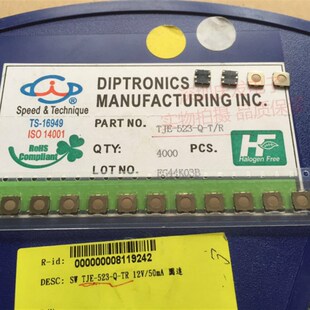 DIPTRONICS
MANUFACTURING INC.
Speed & Technique
TS-16949
ISO 14001
RoHS
Compliant
PART NO. TJE-523-Q-T/R
QTY: 4000 PCS.
LOT NO. EG44K03B
HF
Halogen Free
R-id: 000000008119242
DESC: SW TJE-523-Q-TR 12V/50mA